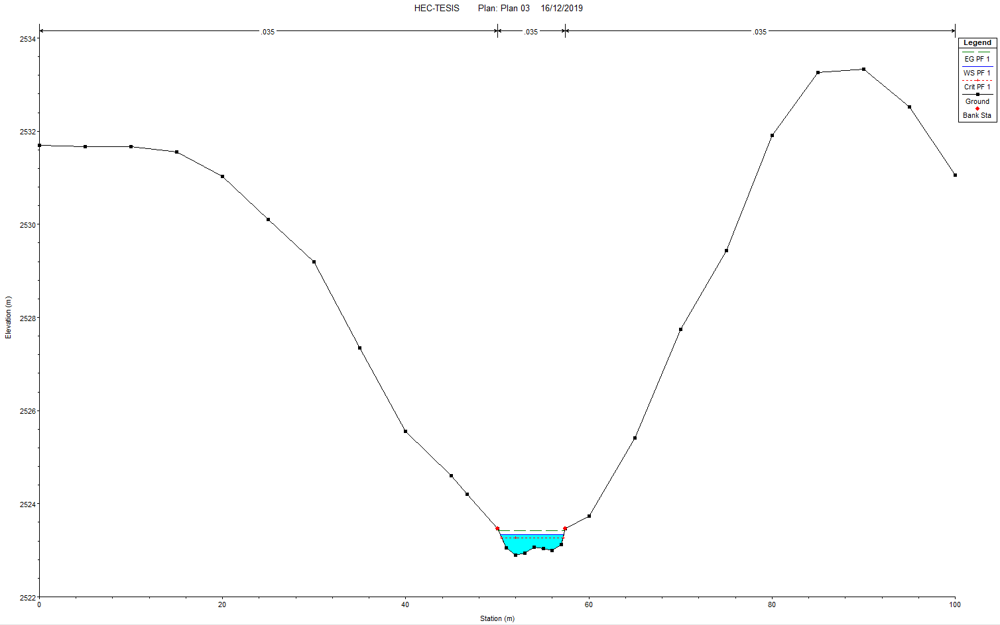 HEC-TESIS Plan: Plan 03 16/12/2019
.035 .035 .035
Legend
EG PF 1
WS PF 1
Crit PF 1
Ground
Bank Sta
2534
2532
2530
2528
2526
2524
2522
Elevation (m)
0 20 40 60 80 100
Station (m)